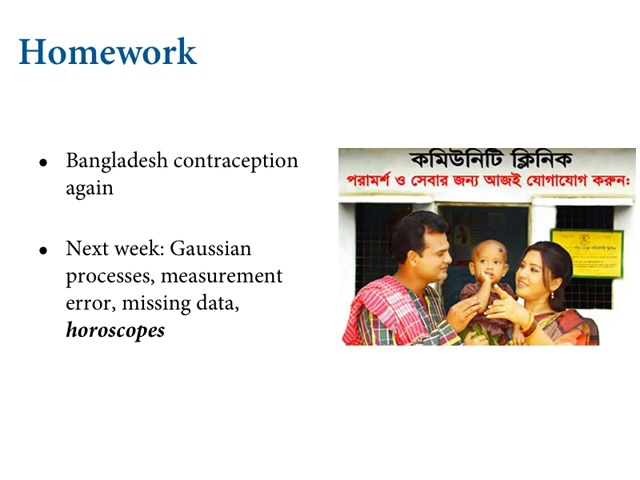 Homework
• Bangladesh contraception
again
• Next week: Gaussian
processes, measurement
error, missing data,
horoscopes
কমিউনিটি ক্লিনিক
পরামর্শ ও সেবার জন্য আজই যোগাযোগ করুন: